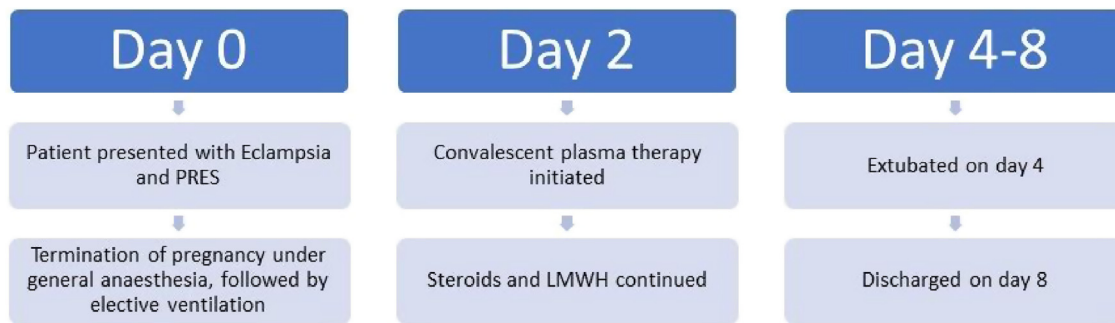 Day 0
Patient presented with Eclampsia
and PRES
Termination of pregnancy under
general anaesthesia, followed by
elective ventilation
Day 2
Convalescent plasma therapy
initiated
Steroids and LMWH continued
Day 4-8
Extubated on day 4
Discharged on day 8